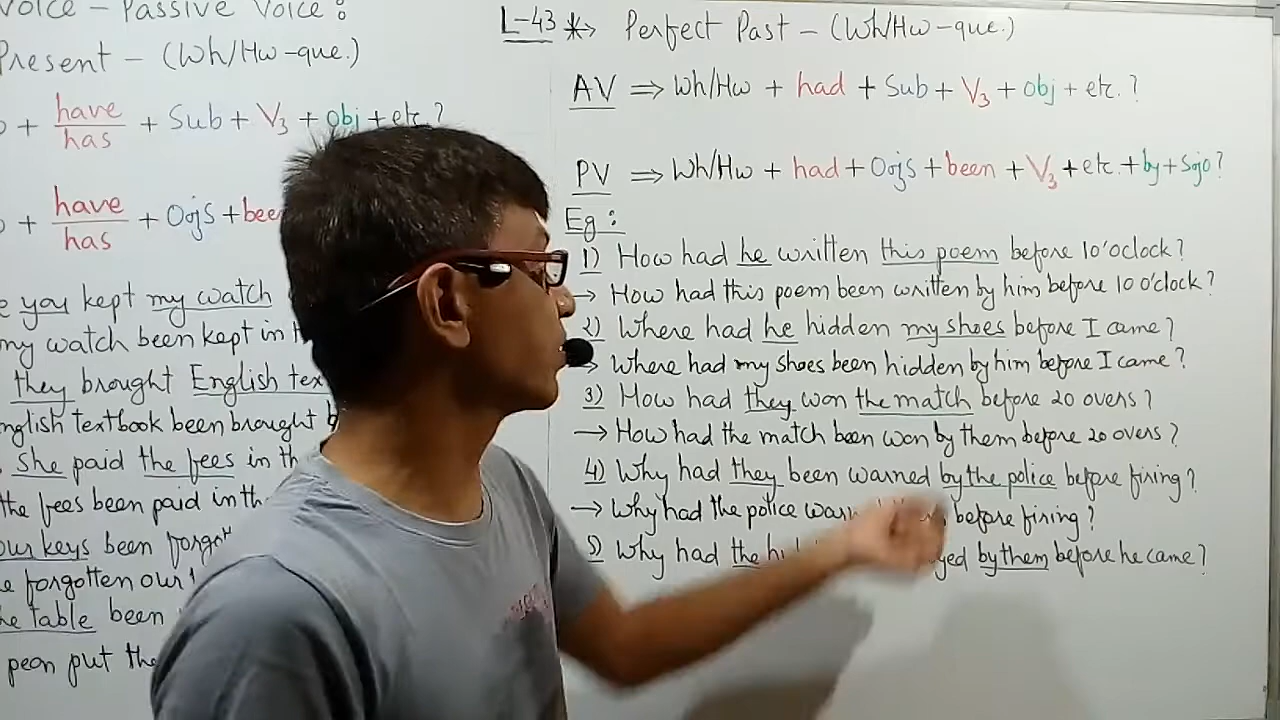 Voice - Passive Voice :
Present - (Wh/Hw-que.)
+ have/has + Sub + V3 + obj + etc. ?
+ have/has + OojS + been
you kept my watch
my watch been kept in
they brought English tex
nglish textbook been brought b
She paid the fees in th
the fees been paid in the
our keys been forgot
forgotten our
the table been
peon put the
L-43 * → Perfect Past - (Wh/Hw-que.)
AV ⇒ Wh/Hw + had + Sub + V3 + obj + etc. ?
PV ⇒ Wh/Hw + had + OojS + been + V3 + etc. + by + Sojo ?
Eg :
1) How had he written this poem before 10 o'clock ?
→ How had this poem been written by him before 10 o'clock ?
2) Where had he hidden my shoes before I came ?
→ Where had my shoes been hidden by him before I came ?
3) How had they won the match before 20 overs ?
→ How had the match been won by them before 20 overs ?
4) Why had they been warned by the police before firing ?
→ Why had the police warn before firing ?
5) Why had the yed by them before he came ?